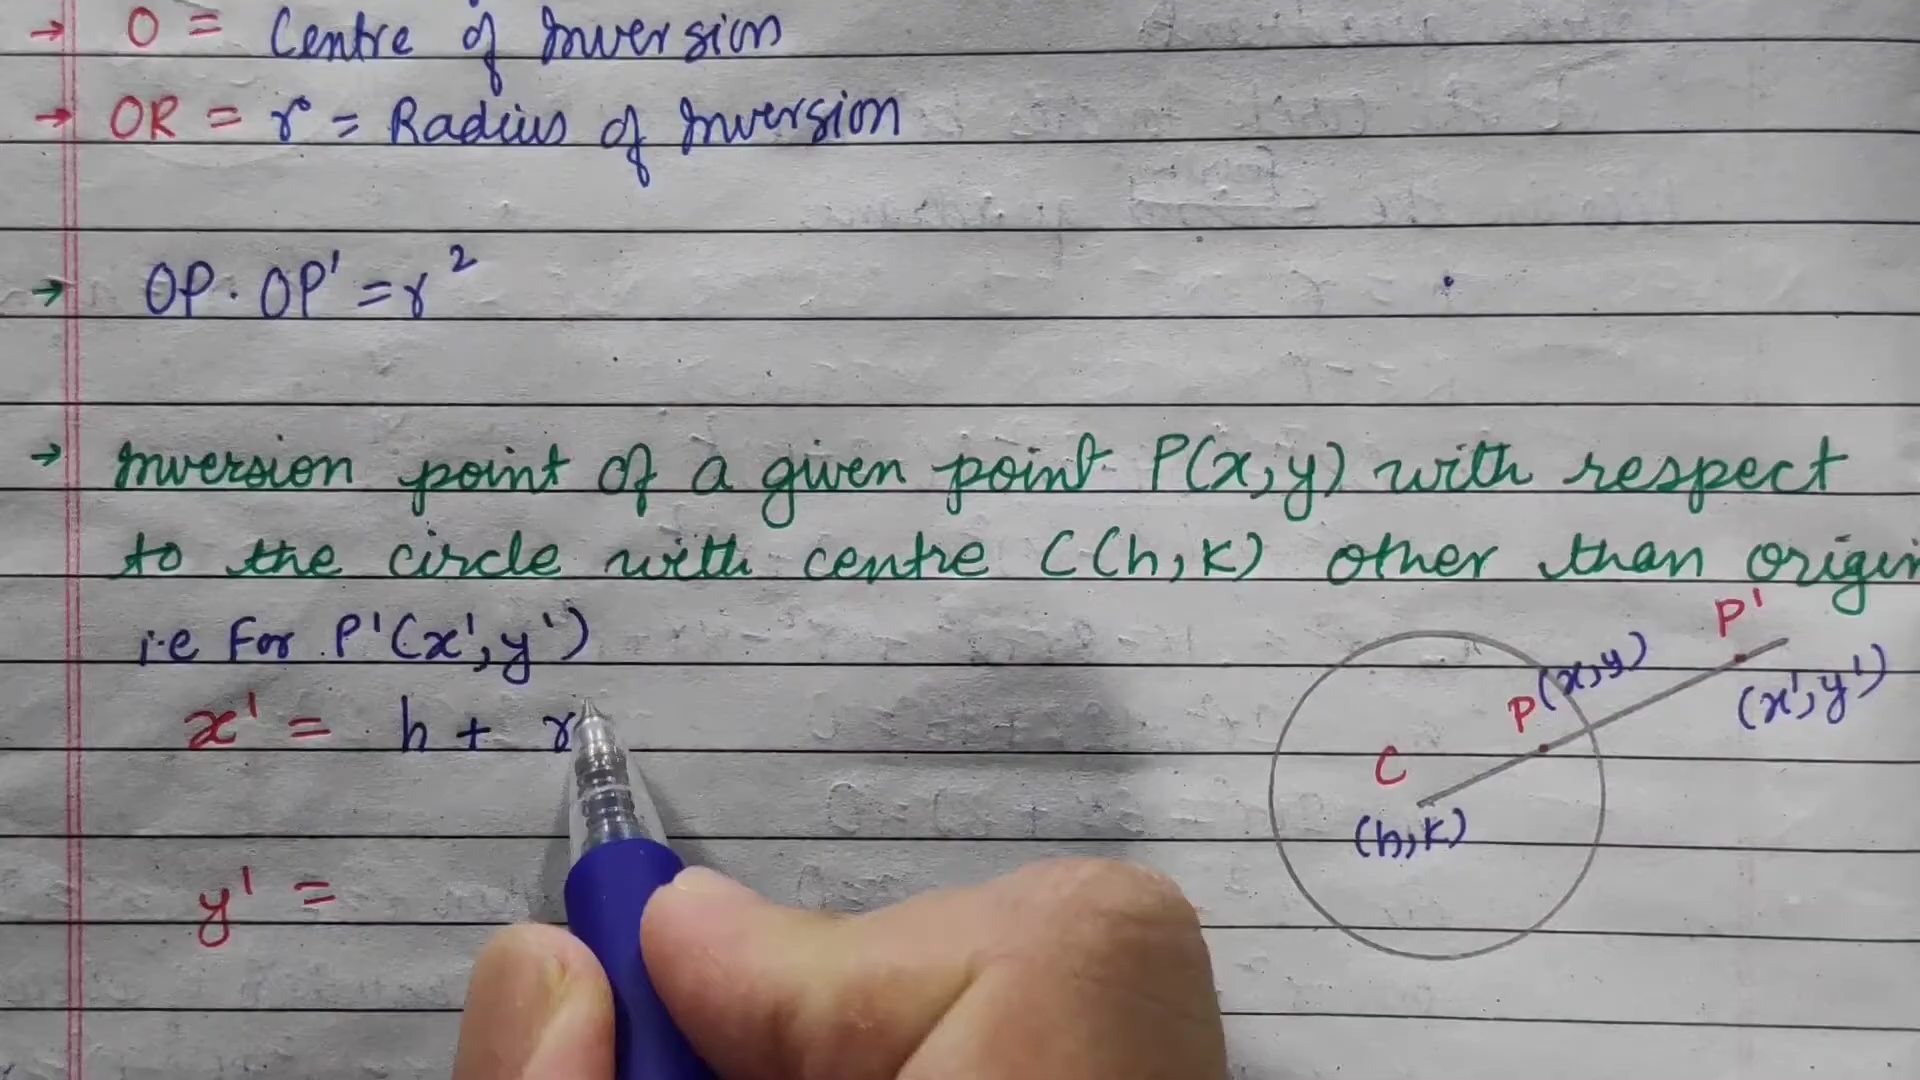 → O = Centre of Inversion
→ OR = r = Radius of Inversion
→ OP · OP' = r²
→ Inversion point of a given point P(x,y) with respect
to the circle with centre C(h,k) other than origin
i.e For P'(x',y')
x' = h + r
y' =
P'
(x',y')
P(x,y)
C
(h,k)